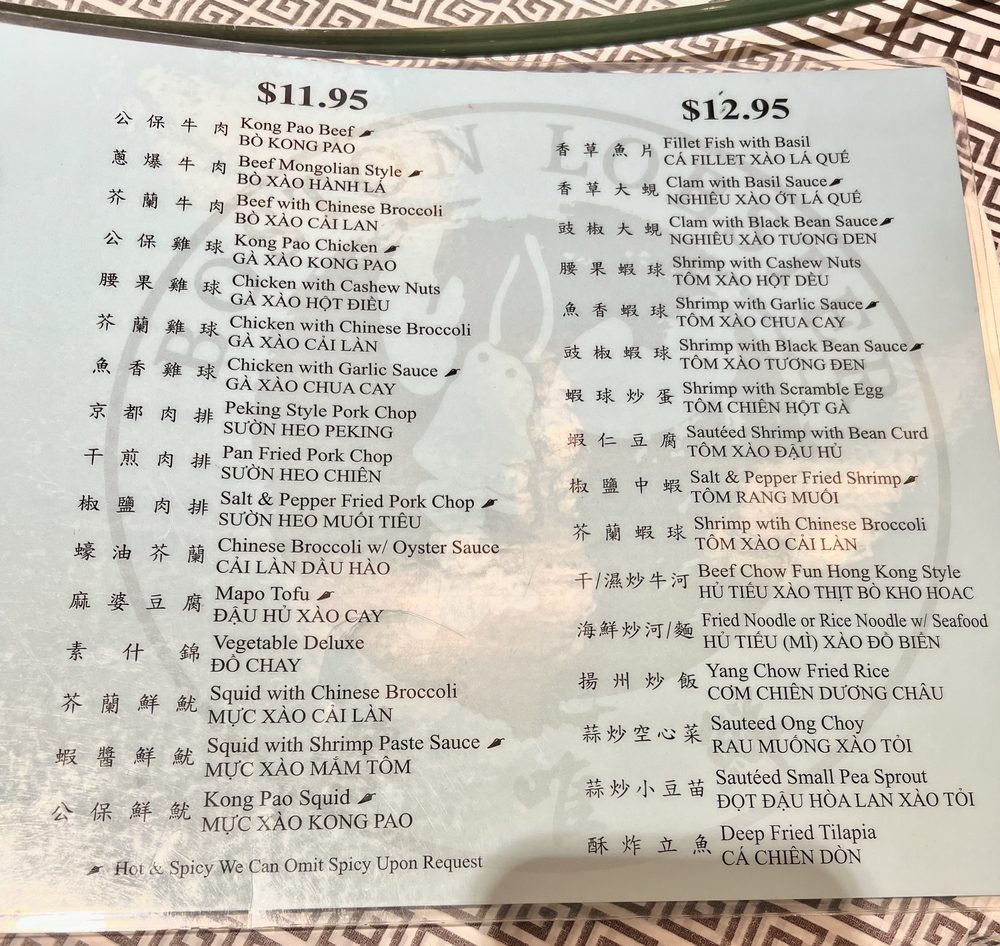 $11.95
公保牛肉 Kong Pao Beef
BÒ KONG PAO
蔥爆牛肉 Beef Mongolian Style
BÒ XÀO HÀNH LÁ
芥蘭牛肉 Beef with Chinese Broccoli
BÒ XÀO CẢI LAN
公保雞球 Kong Pao Chicken
GÀ XÀO KONG PAO
腰果雞球 Chicken with Cashew Nuts
GÀ XÀO HỘT ĐIỀU
芥蘭雞球 Chicken with Chinese Broccoli
GÀ XÀO CẢI LÀN
魚香雞球 Chicken with Garlic Sauce
GÀ XÀO CHUA CAY
京都肉排 Peking Style Pork Chop
SƯỜN HEO PEKING
干煎肉排 Pan Fried Pork Chop
SƯỜN HEO CHIÊN
椒鹽肉排 Salt & Pepper Fried Pork Chop
SƯỜN HEO MUỐI TIÊU
蠔油芥蘭 Chinese Broccoli w/ Oyster Sauce
CẢI LÀN DẦU HÀO
麻婆豆腐 Mapo Tofu
ĐẬU HỦ XÀO CAY
素什錦 Vegetable Deluxe
ĐỒ CHAY
芥蘭鮮魷 Squid with Chinese Broccoli
MỰC XÀO CẢI LÀN
蝦醬鮮魷 Squid with Shrimp Paste Sauce
MỰC XÀO MẮM TÔM
公保鮮魷 Kong Pao Squid
MỰC XÀO KONG PAO
Hot & Spicy We Can Omit Spicy Upon Request
$12.95
香草魚片 Fillet Fish with Basil
CÁ FILLET XÀO LÁ QUÉ
香草大蜆 Clam with Basil Sauce
NGHIÊU XÀO ỚT LÁ QUÉ
豉椒大蜆 Clam with Black Bean Sauce
NGHIÊU XÀO TƯƠNG DEN
腰果蝦球 Shrimp with Cashew Nuts
TÔM XÀO HỘT DÈU
魚香蝦球 Shrimp with Garlic Sauce
TÔM XÀO CHUA CAY
豉椒蝦球 Shrimp with Black Bean Sauce
TÔM XÀO TƯƠNG ĐEN
蝦球炒蛋 Shrimp with Scramble Egg
TÔM CHIÊN HỘT GÀ
蝦仁豆腐 Sautéed Shrimp with Bean Curd
TÔM XÀO ĐẬU HỦ
椒鹽中蝦 Salt & Pepper Fried Shrimp
TÔM RANG MUỐI
芥蘭蝦球 Shrimp wtih Chinese Broccoli
TÔM XÀO CẢI LÀN
干/濕炒牛河 Beef Chow Fun Hong Kong Style
HỦ TIẾU XÀO THỊT BÒ KHO HOAC
海鮮炒河/麵 Fried Noodle or Rice Noodle w/ Seafood
HỦ TIẾU (MÌ) XÀO ĐỒ BIÊN
揚州炒飯 Yang Chow Fried Rice
CƠM CHIÊN DƯƠNG CHÂU
蒜炒空心菜 Sauteed Ong Choy
RAU MUỐNG XÀO TỎI
蒜炒小豆苗 Sautéed Small Pea Sprout
ĐỌT ĐẬU HÒA LAN XÀO TỎI
酥炸立魚 Deep Fried Tilapia
CÁ CHIÊN DÒN